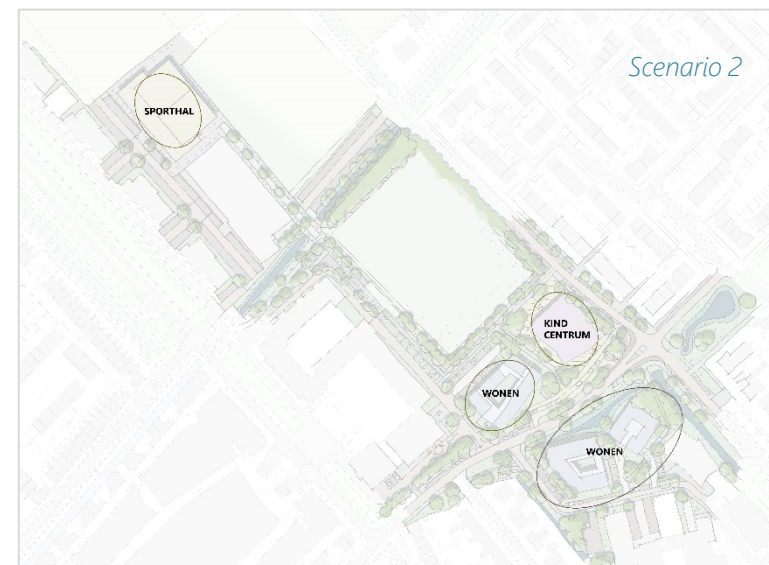 Scenario 2
SPORTHAL
KIND
CENTRUM
WONEN
WONEN